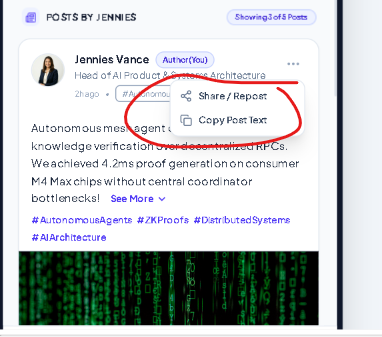 POSTS BY JENNIES
Showing 3 of 5 Posts
Jennies Vance
Author (You)
Head of AI Product & Systems Architecture
2h ago • #Autonomou
Share / Repost
Copy Post Text
Autonomous mesh agent
knowledge verification over decentralized RPCs.
We achieved 4.2ms proof generation on consumer
M4 Max chips without central coordinator
bottlenecks! See More
#AutonomousAgents #ZKProofs #DistributedSystems
#AIArchitecture